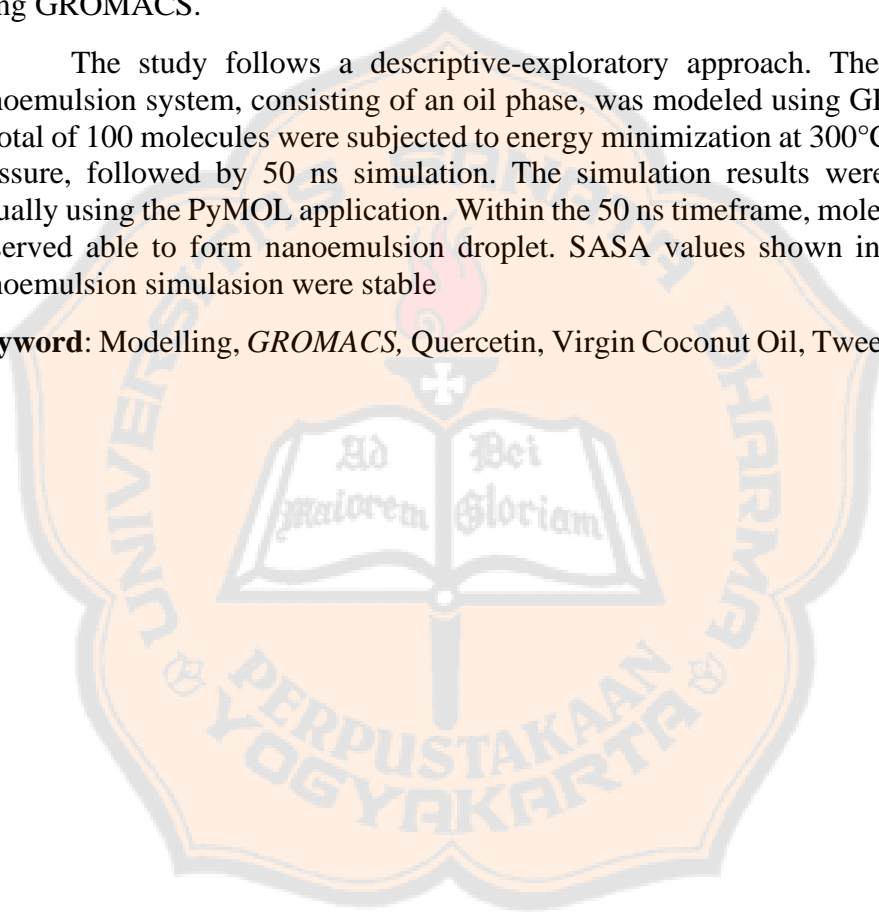 ng GROMACS.
The study follows a descriptive-exploratory approach. The
noemulsion system, consisting of an oil phase, was modeled using G
otal of 100 molecules were subjected to energy minimization at 300°C
ssure, followed by 50 ns simulation. The simulation results were
ually using the PyMOL application. Within the 50 ns timeframe, mole
served able to form nanoemulsion droplet. SASA values shown in
noemulsion simulasion were stable
yword: Modelling, GROMACS, Quercetin, Virgin Coconut Oil, Twee
UNIVERSITAS SANATA DHARMA
Ad Dei
maiorem Gloriam
PERPUSTAKAAN
YOGYAKARTA